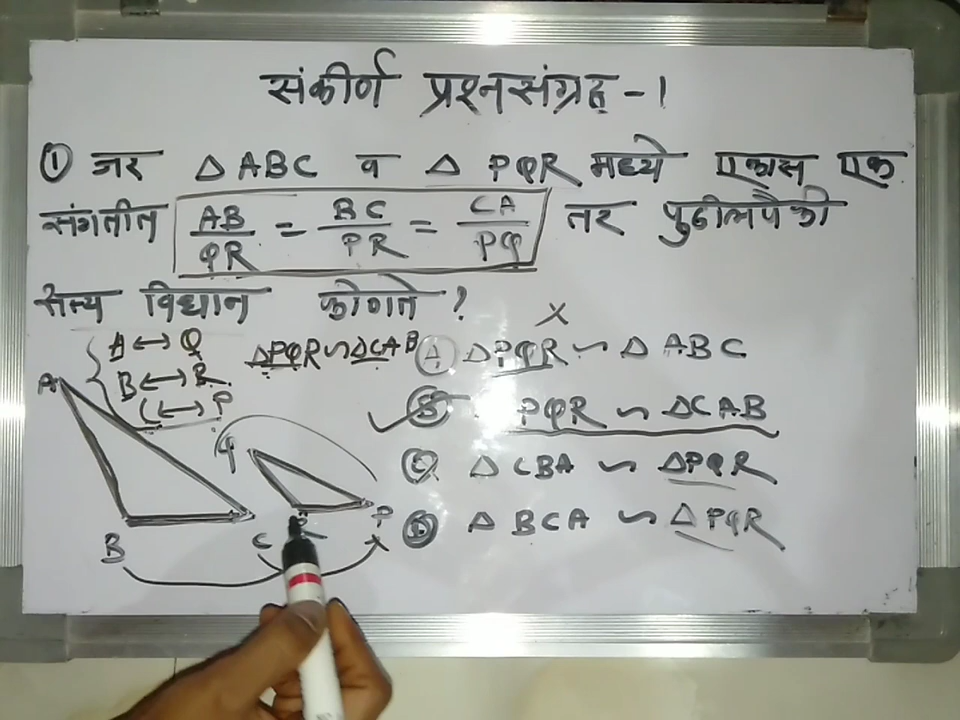 संकीर्ण प्रश्नसंग्रह - 1
① जर △ ABC व △ PQR मध्ये एकास एक
संगतीत AB/QR = BC/PR = CA/PQ तर पुढीलपैकी
सत्य विधान कोणते ?
A ↔ Q
B ↔ R
C ↔ P
△PQR ∽ △CAB
A △PQR ∽ △ ABC X
B PQR ∽ △CAB
C △ CBA ∽ △PQR
D △ BCA ∽ △PQR
A
B
C
Q
P